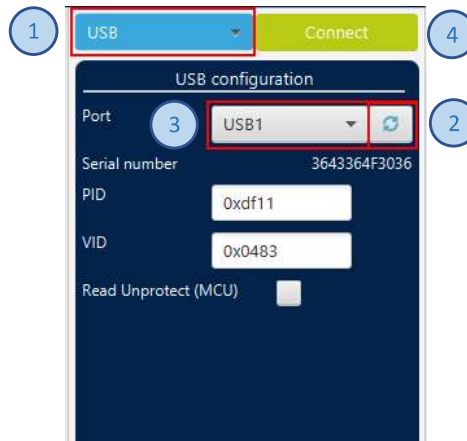 1
USB
Connect
4
USB configuration
Port
3
USB1
2
Serial number
3643364F3036
PID
0xdf11
VID
0x0483
Read Unprotect (MCU)